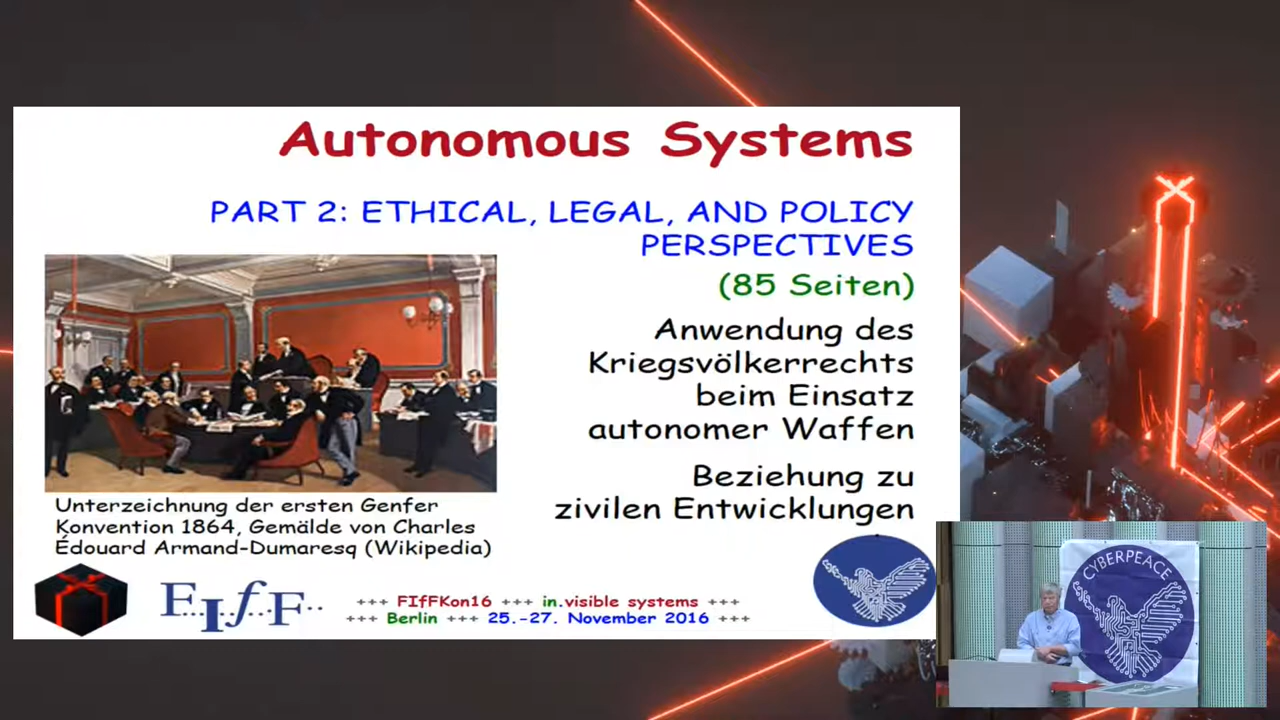 Autonomous Systems
PART 2: ETHICAL, LEGAL, AND POLICY
PERSPECTIVES
(85 Seiten)
Anwendung des
Kriegsvölkerrechts
beim Einsatz
autonomer Waffen
Beziehung zu
zivilen Entwicklungen
Unterzeichnung der ersten Genfer
Konvention 1864, Gemälde von Charles
Édouard Armand-Dumaresq (Wikipedia)
FIfF..
+++ FIfFKon16 +++ in.visible systems +++
+++ Berlin +++ 25.-27. November 2016 +++
CYBERPEACE